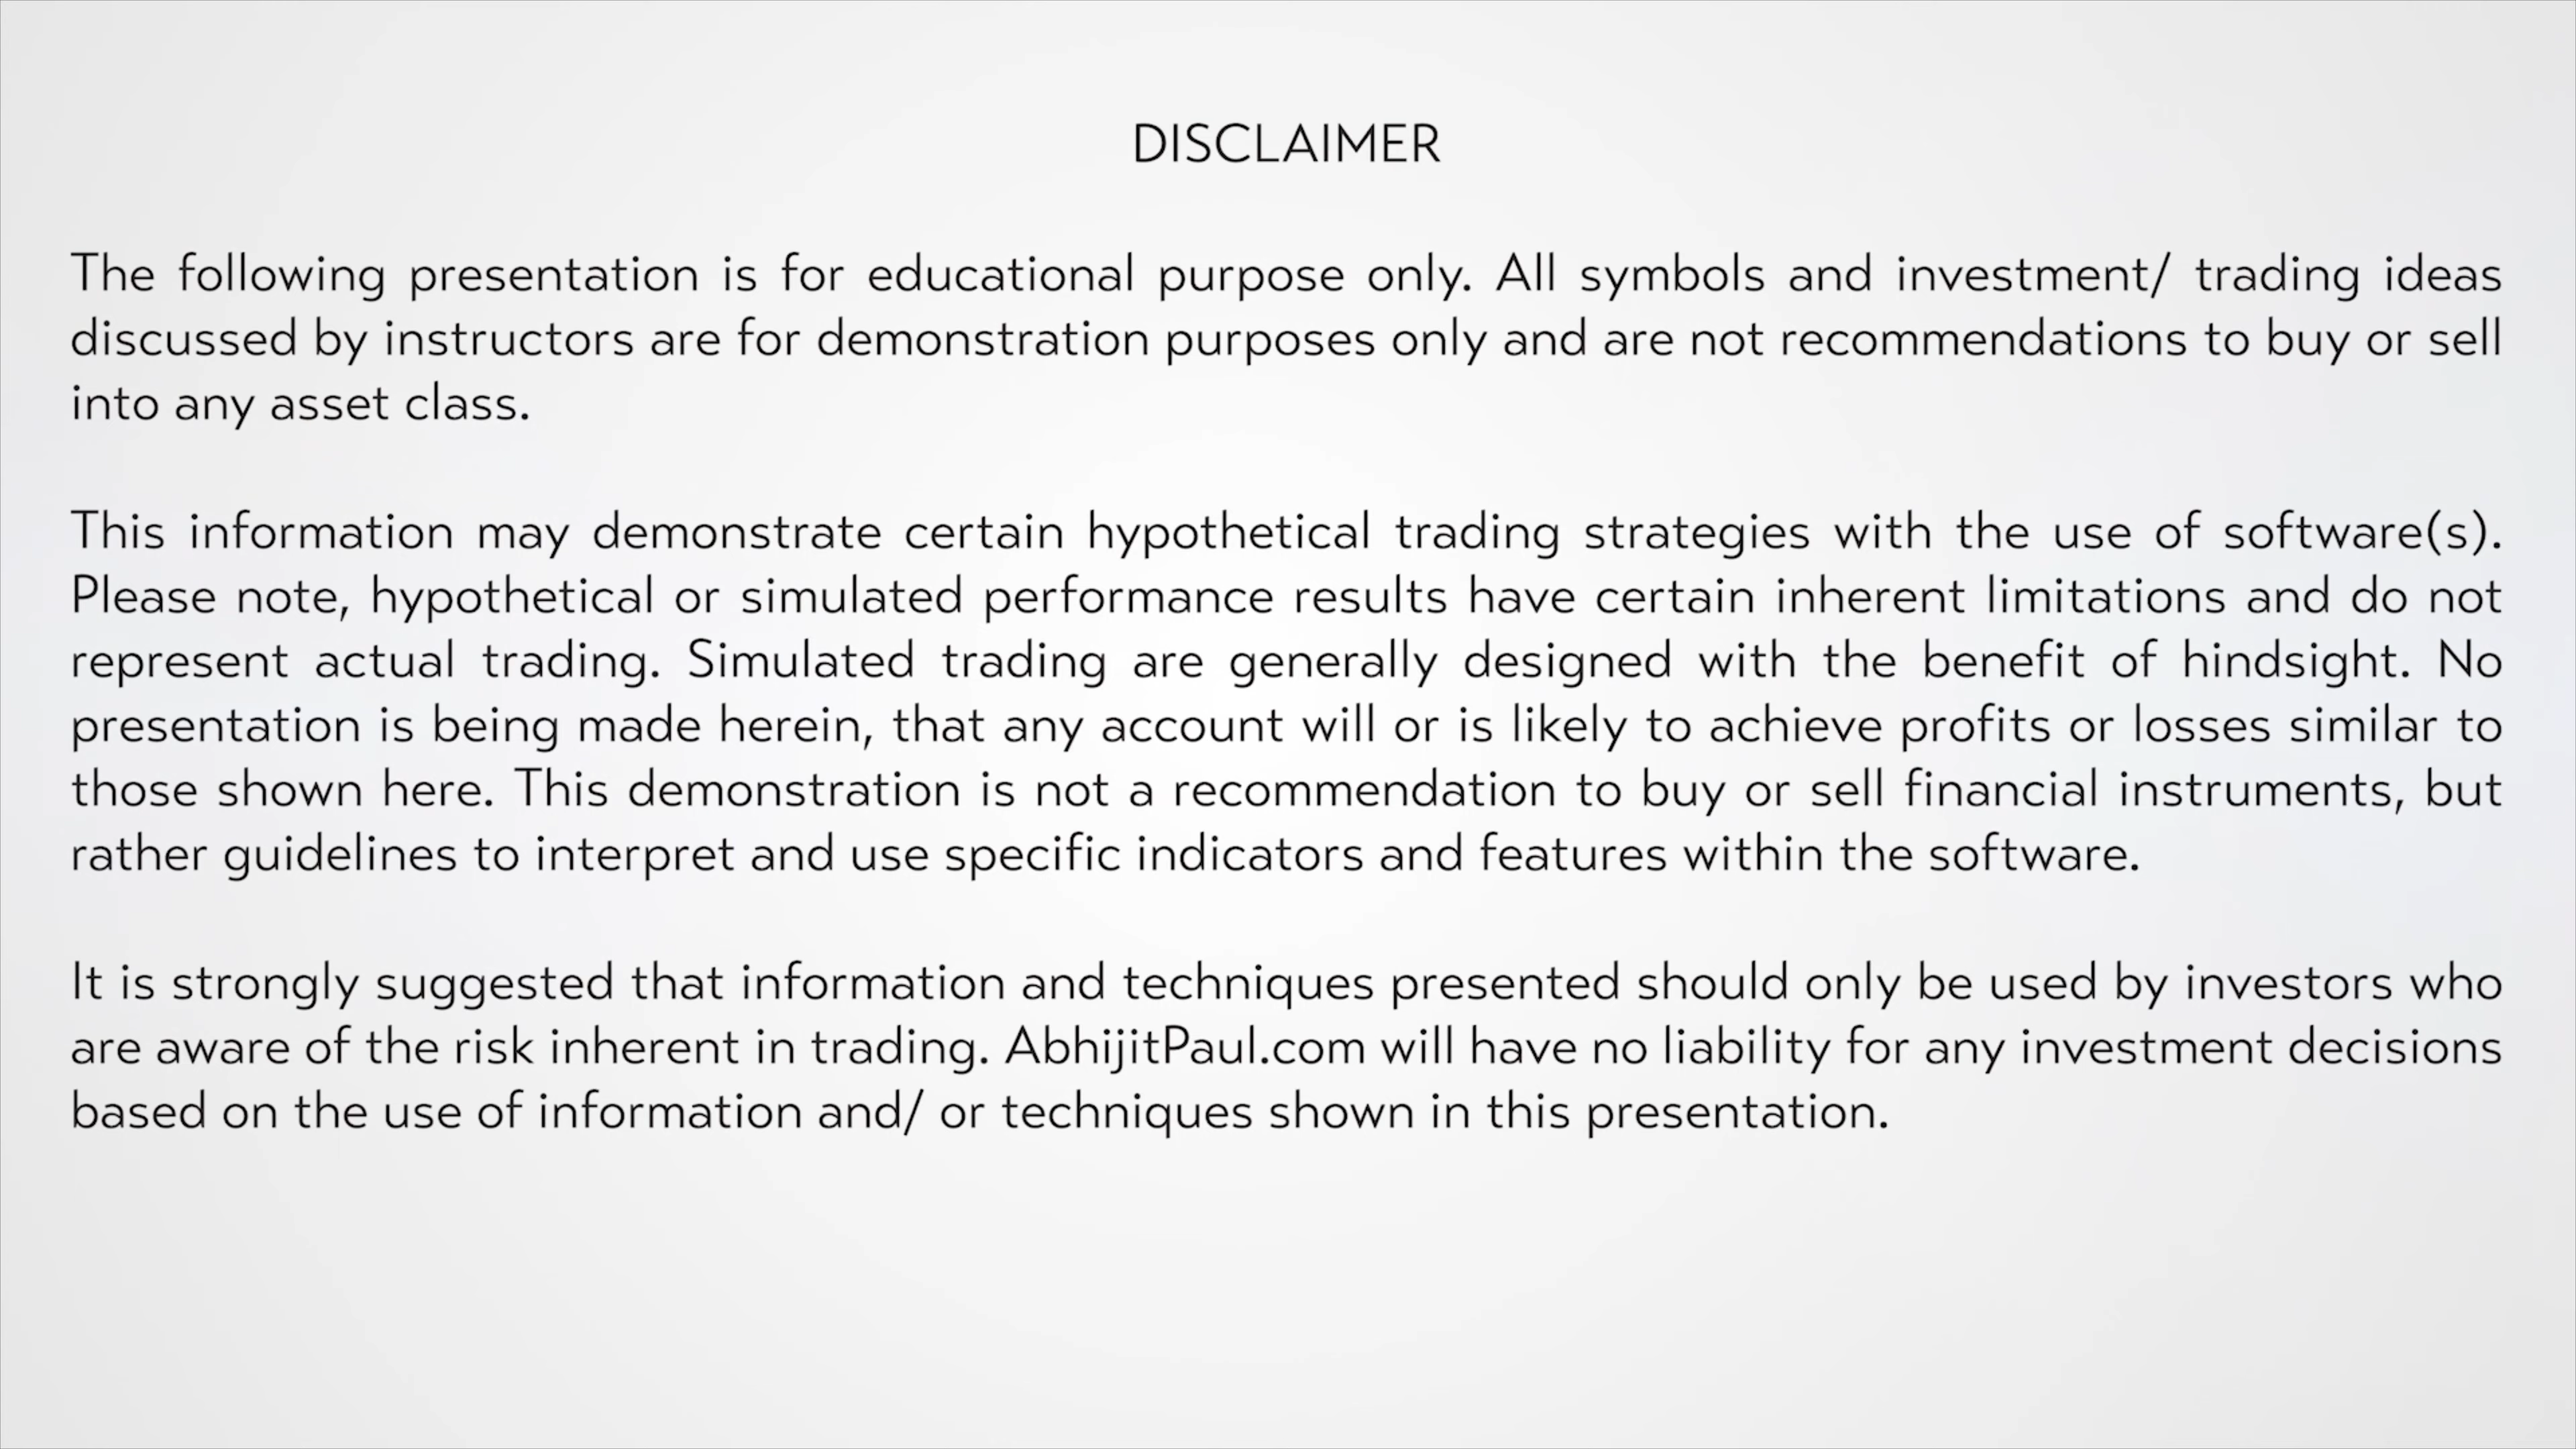 DISCLAIMER
The following presentation is for educational purpose only. All symbols and investment/ trading ideas
discussed by instructors are for demonstration purposes only and are not recommendations to buy or sell
into any asset class.
This information may demonstrate certain hypothetical trading strategies with the use of software(s).
Please note, hypothetical or simulated performance results have certain inherent limitations and do not
represent actual trading. Simulated trading are generally designed with the benefit of hindsight. No
presentation is being made herein, that any account will or is likely to achieve profits or losses similar to
those shown here. This demonstration is not a recommendation to buy or sell financial instruments, but
rather guidelines to interpret and use specific indicators and features within the software.
It is strongly suggested that information and techniques presented should only be used by investors who
are aware of the risk inherent in trading. AbhijitPaul.com will have no liability for any investment decisions
based on the use of information and/ or techniques shown in this presentation.